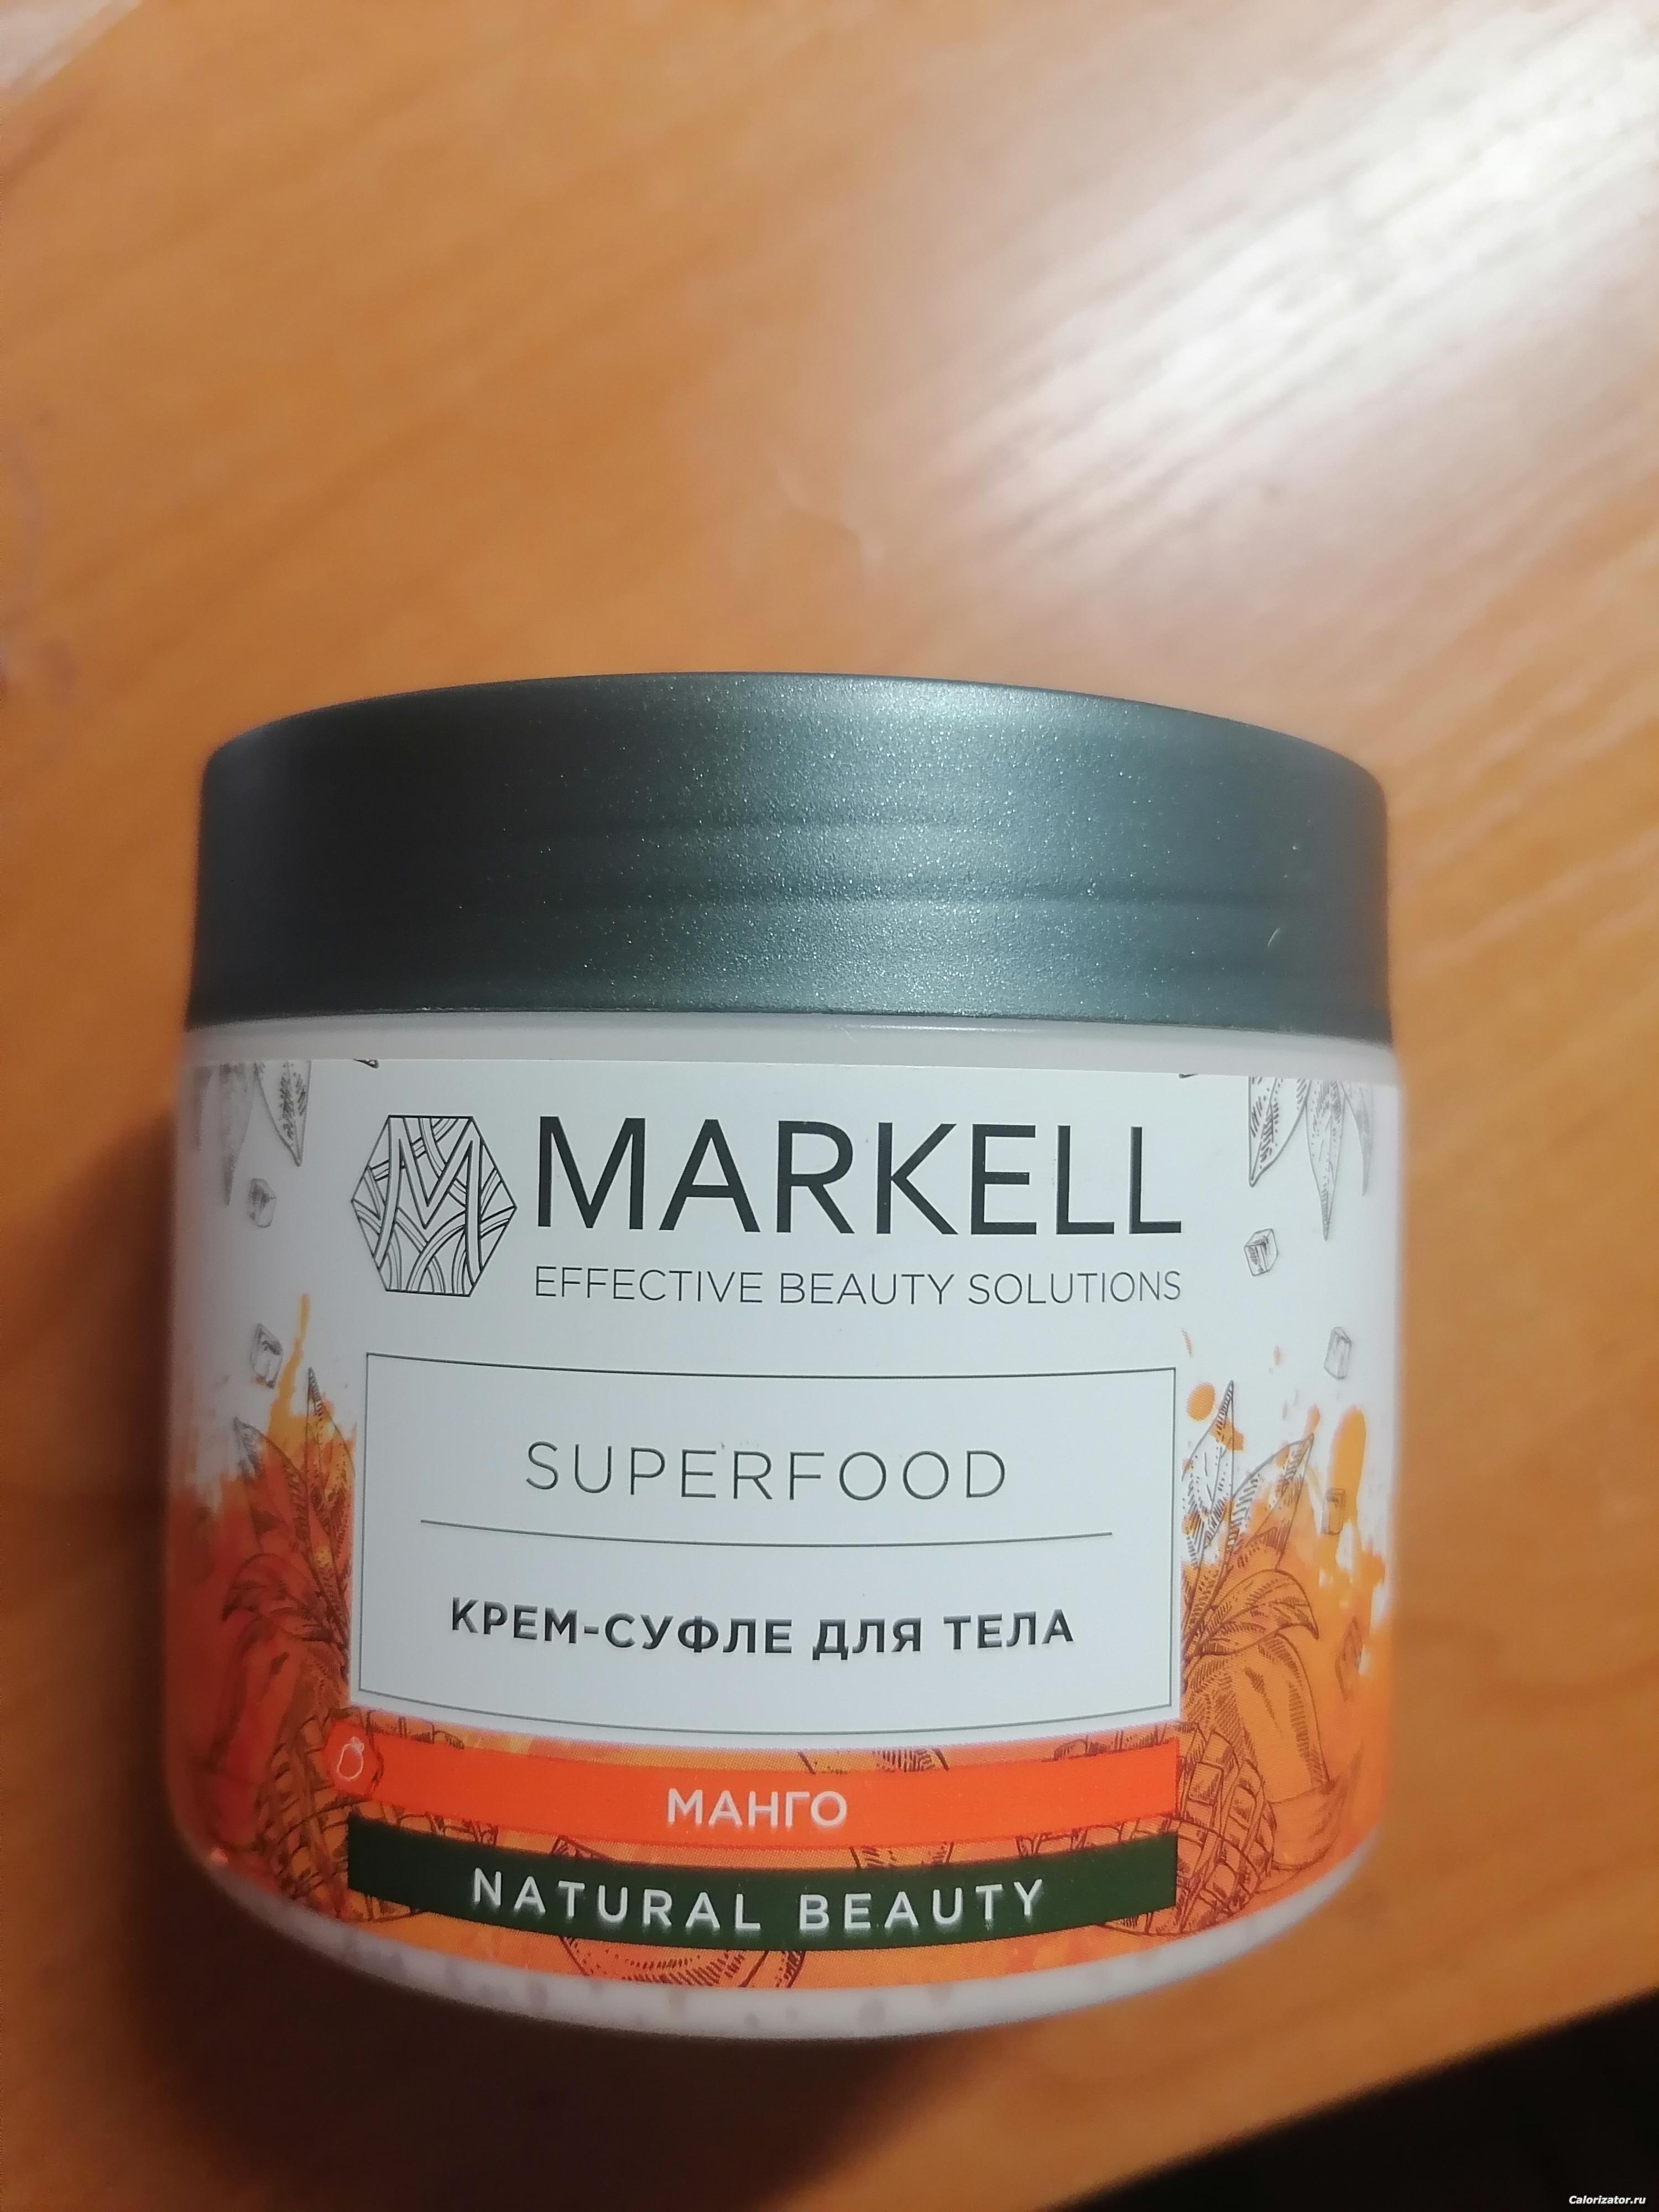 MARKELL
EFFECTIVE BEAUTY SOLUTIONS
SUPERFOOD
КРЕМ-СУФЛЕ ДЛЯ ТЕЛА
МАНГО
NATURAL BEAUTY
Calorizator.ru